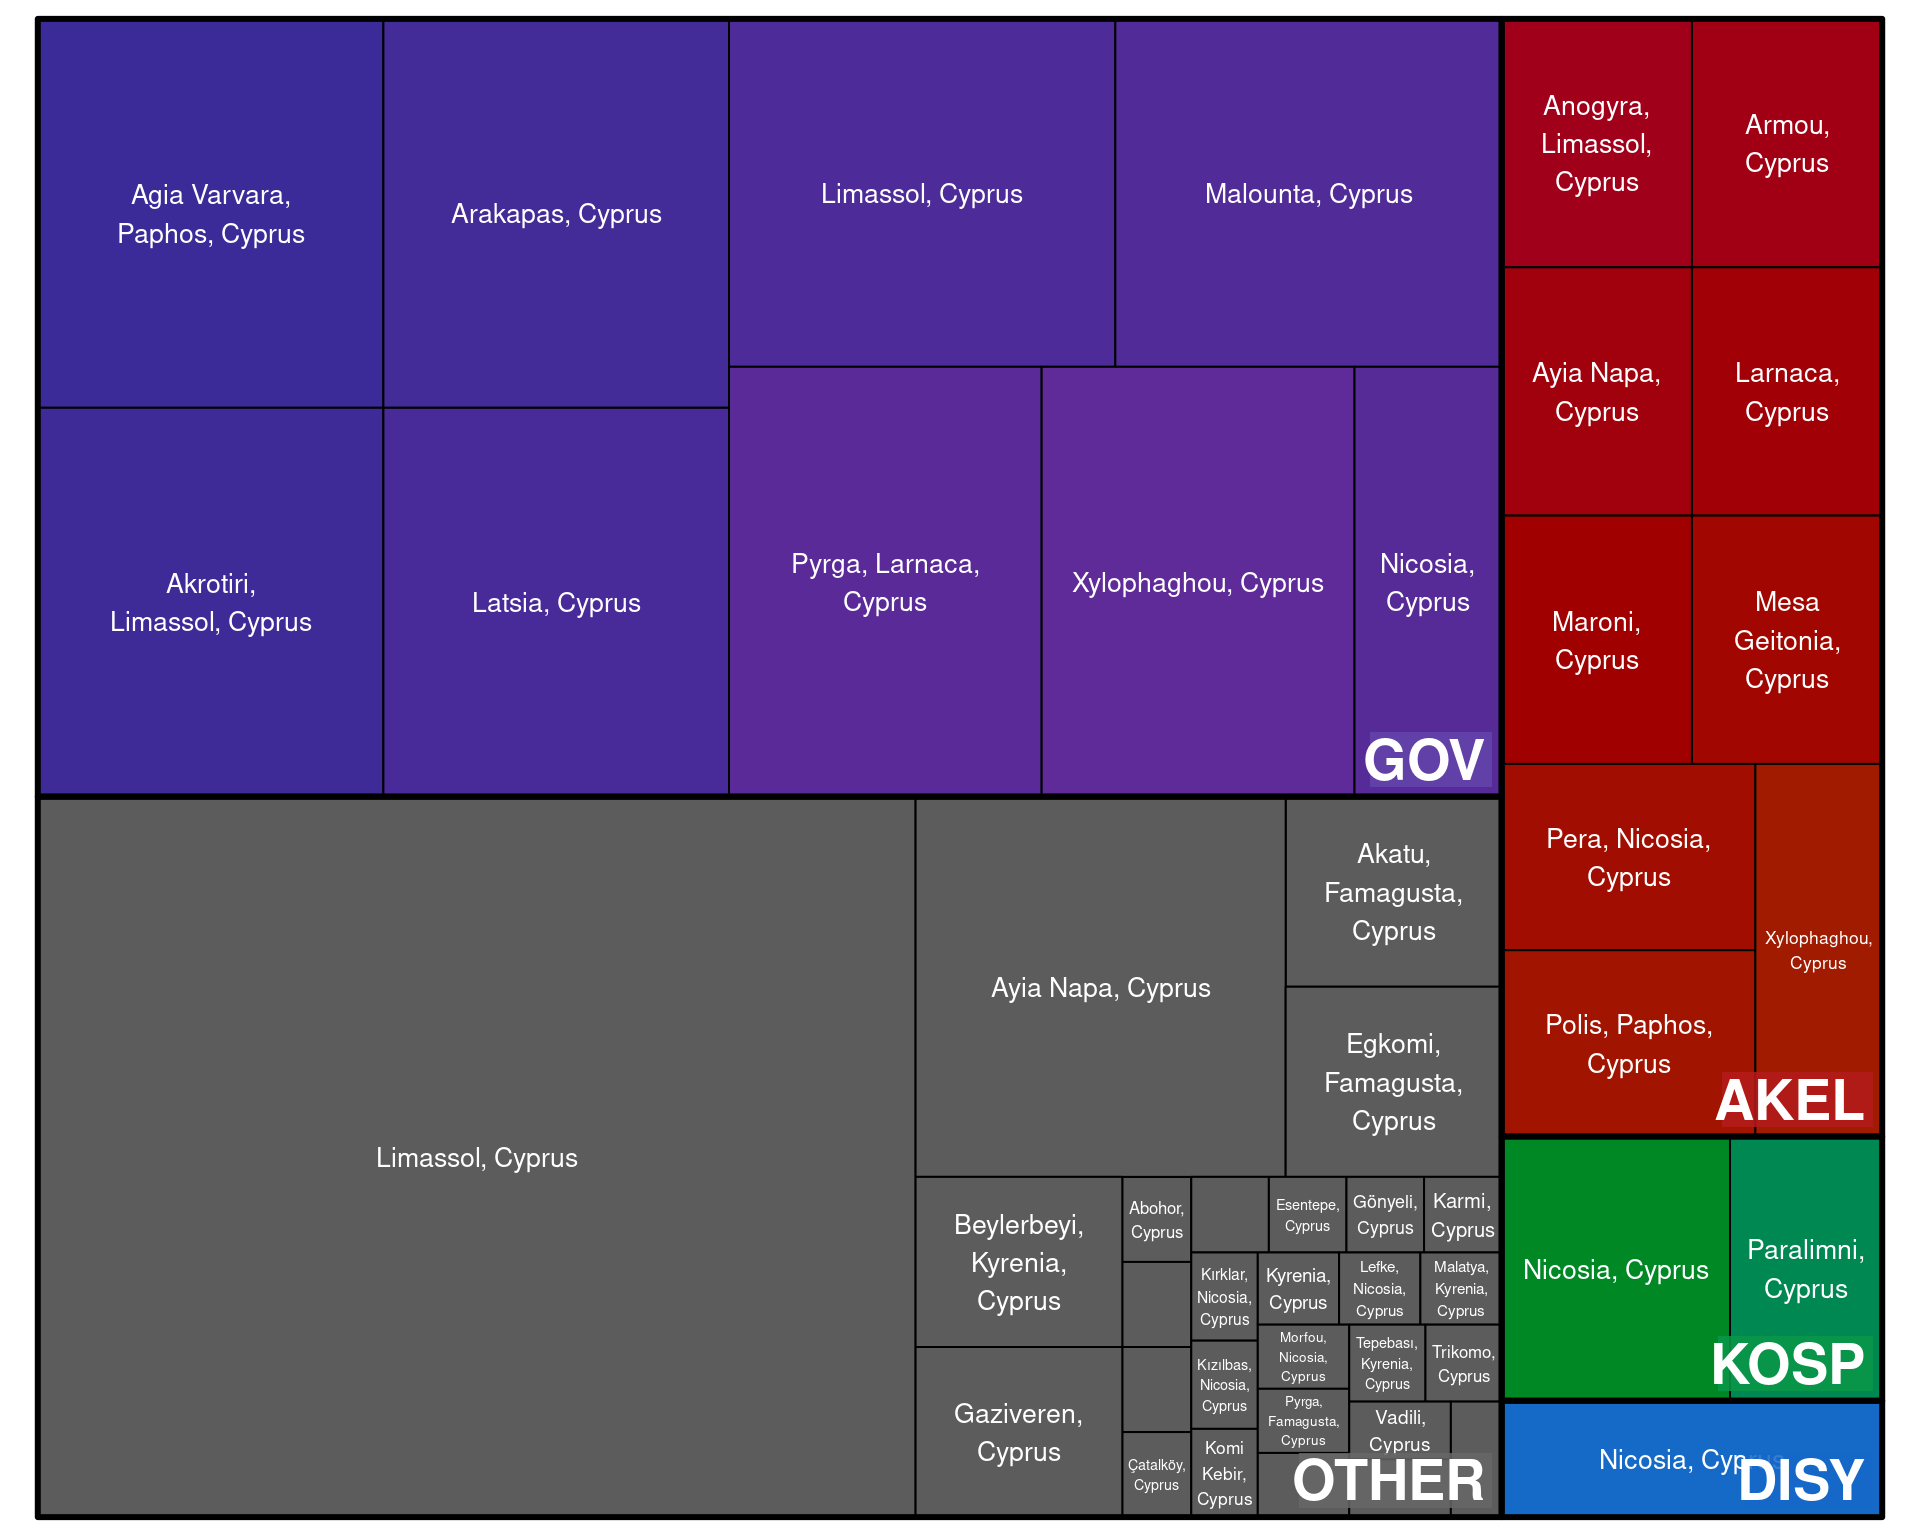 Agia Varvara,
Paphos, Cyprus
Arakapas, Cyprus
Limassol, Cyprus
Malounta, Cyprus
Akrotiri,
Limassol, Cyprus
Latsia, Cyprus
Pyrga, Larnaca,
Cyprus
Xylophaghou, Cyprus
Nicosia,
Cyprus
GOV
Anogyra,
Limassol,
Cyprus
Armou,
Cyprus
Ayia Napa,
Cyprus
Larnaca,
Cyprus
Maroni,
Cyprus
Mesa
Geitonia,
Cyprus
Pera, Nicosia,
Cyprus
Polis, Paphos,
Cyprus
Xylophaghou,
Cyprus
AKEL
Limassol, Cyprus
Ayia Napa, Cyprus
Akatu,
Famagusta,
Cyprus
Egkomi,
Famagusta,
Cyprus
Beylerbeyi,
Kyrenia,
Cyprus
Gaziveren,
Cyprus
Abohor,
Cyprus
Çatalköy,
Cyprus
Esentepe,
Cyprus
Gönyeli,
Cyprus
Karmi,
Cyprus
Kırklar,
Nicosia,
Cyprus
Kızılbas,
Nicosia,
Cyprus
Komi
Kebir,
Cyprus
Kyrenia,
Cyprus
Lefke,
Nicosia,
Cyprus
Malatya,
Kyrenia,
Cyprus
Morfou,
Nicosia,
Cyprus
Pyrga,
Famagusta,
Cyprus
Tepebası,
Kyrenia,
Cyprus
Trikomo,
Cyprus
Vadili,
Cyprus
OTHER
Nicosia, Cyprus
Paralimni,
Cyprus
KOSP
Nicosia, Cyprus
DISY